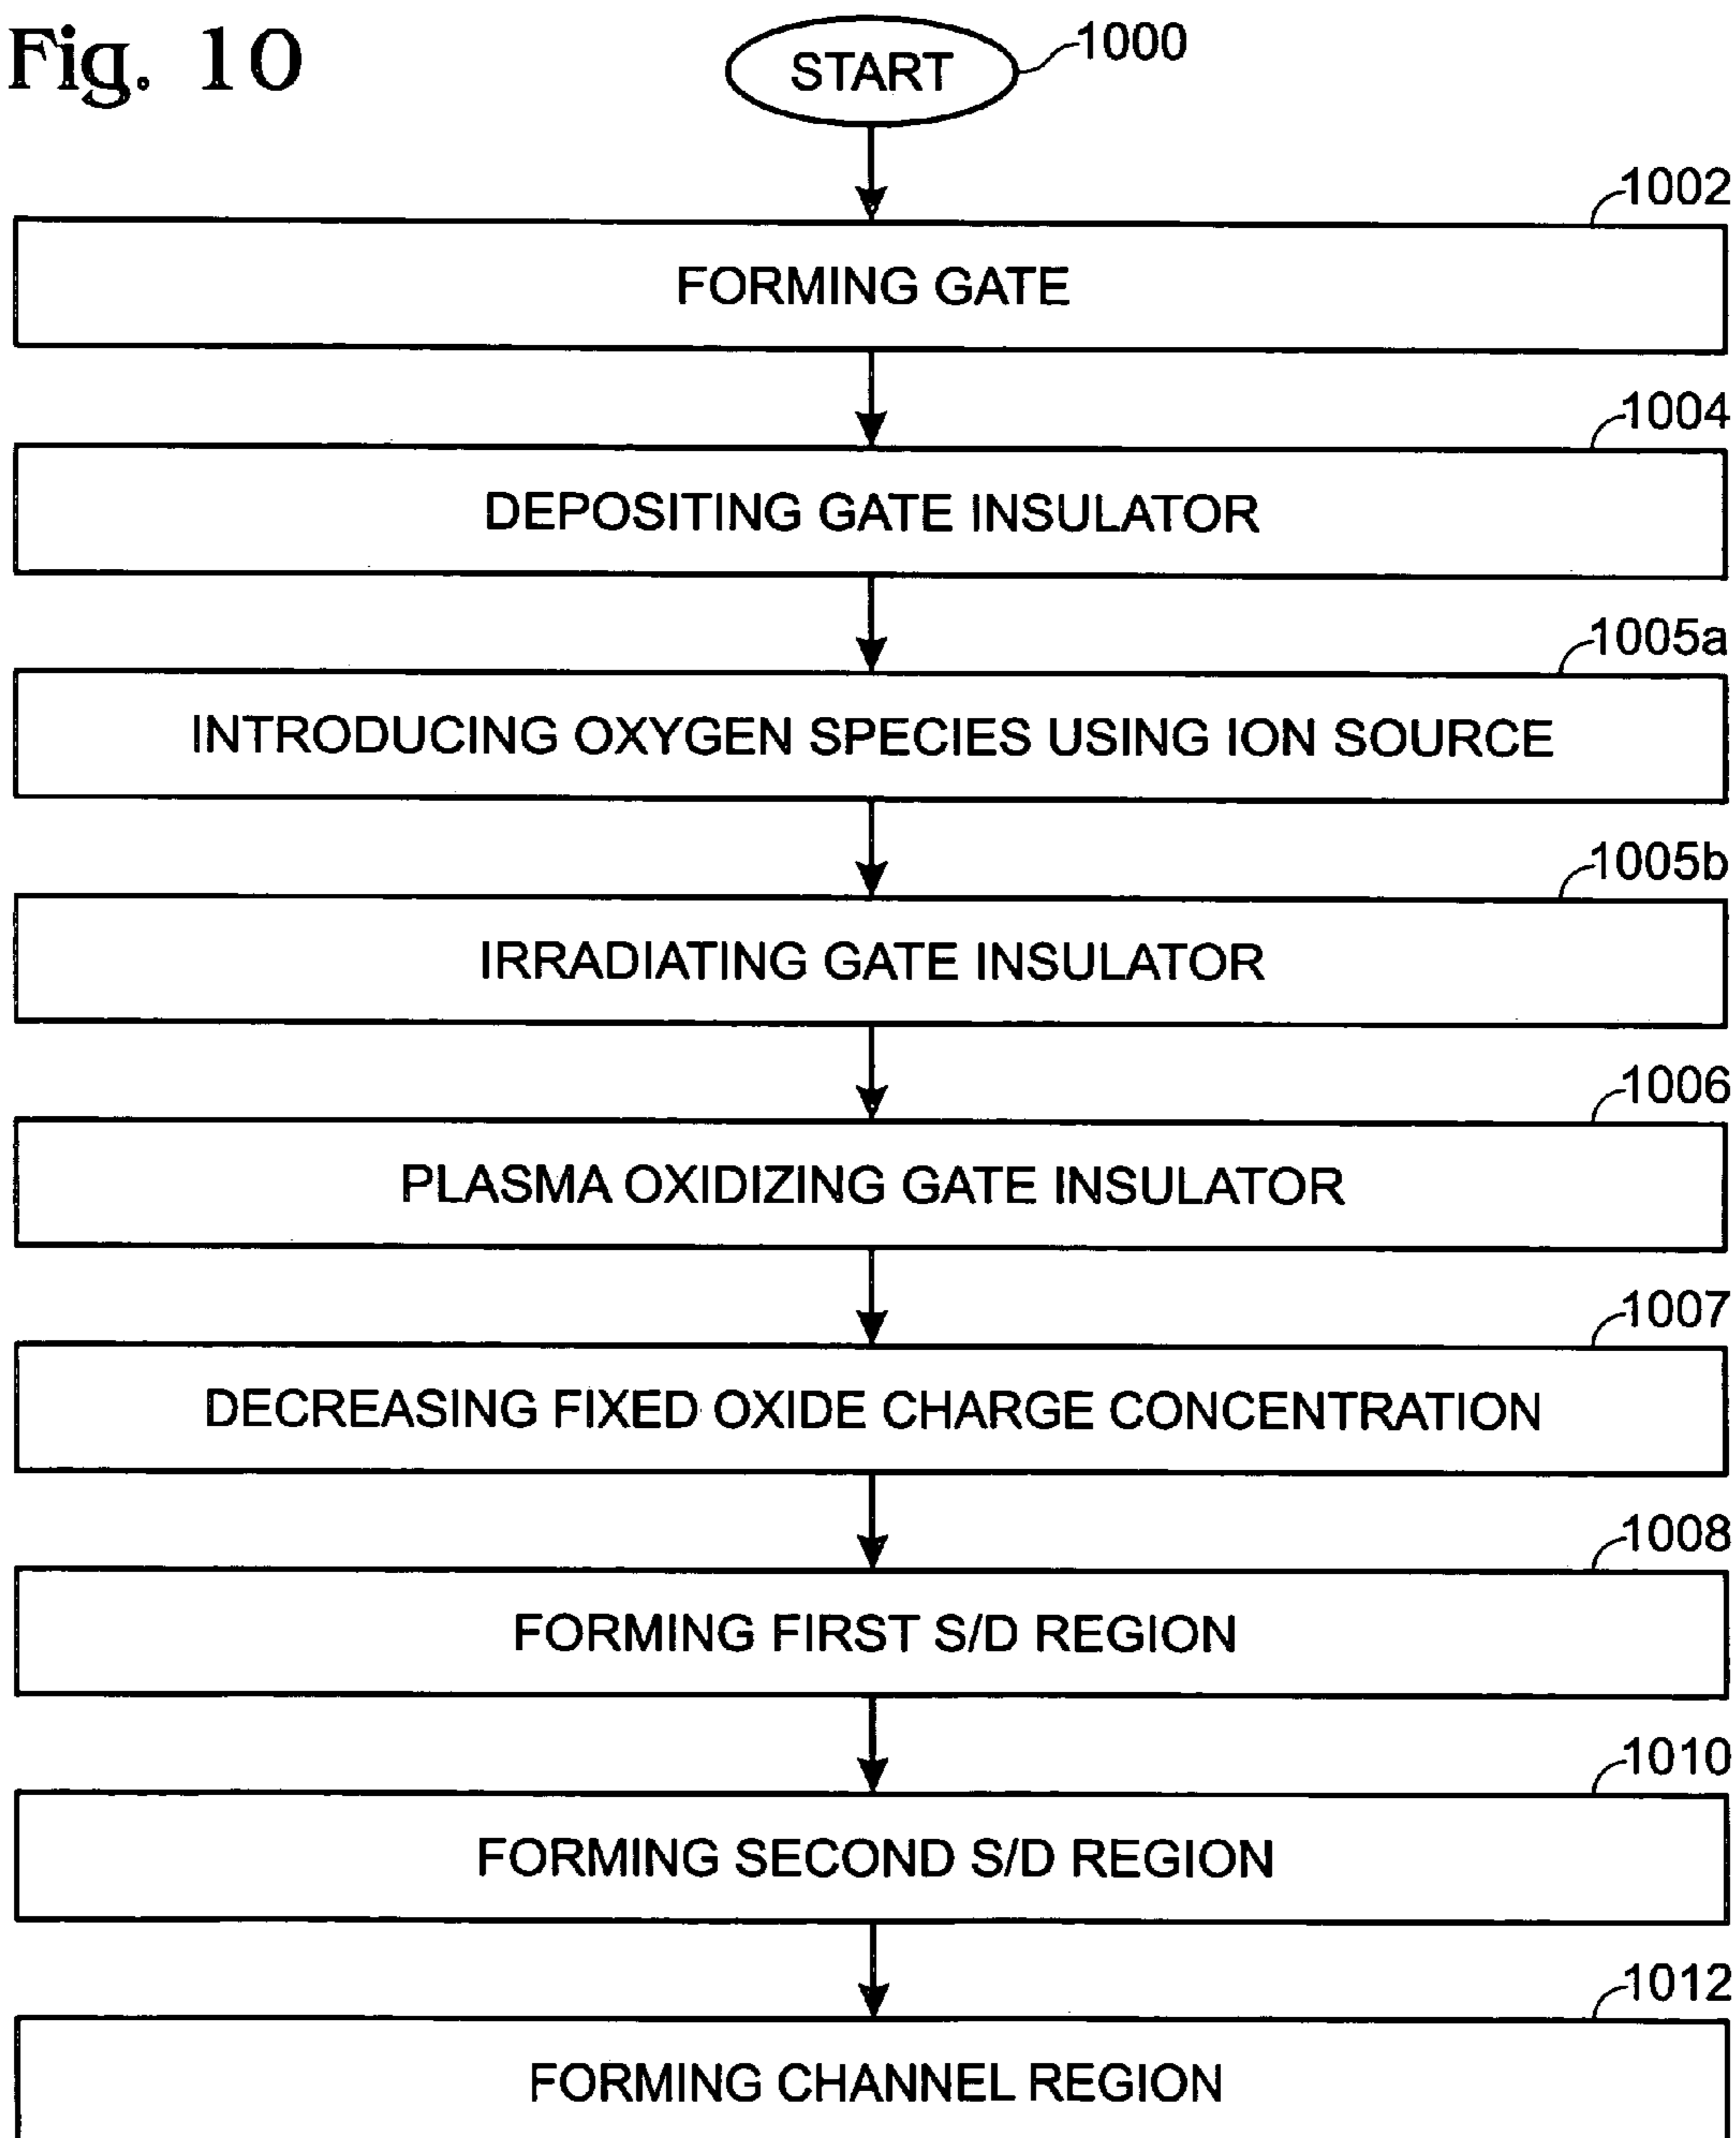 Fig. 10
START
1000
1002
FORMING GATE
1004
DEPOSITING GATE INSULATOR
1005a
INTRODUCING OXYGEN SPECIES USING ION SOURCE
1005b
IRRADIATING GATE INSULATOR
1006
PLASMA OXIDIZING GATE INSULATOR
1007
DECREASING FIXED OXIDE CHARGE CONCENTRATION
1008
FORMING FIRST S/D REGION
1010
FORMING SECOND S/D REGION
1012
FORMING CHANNEL REGION